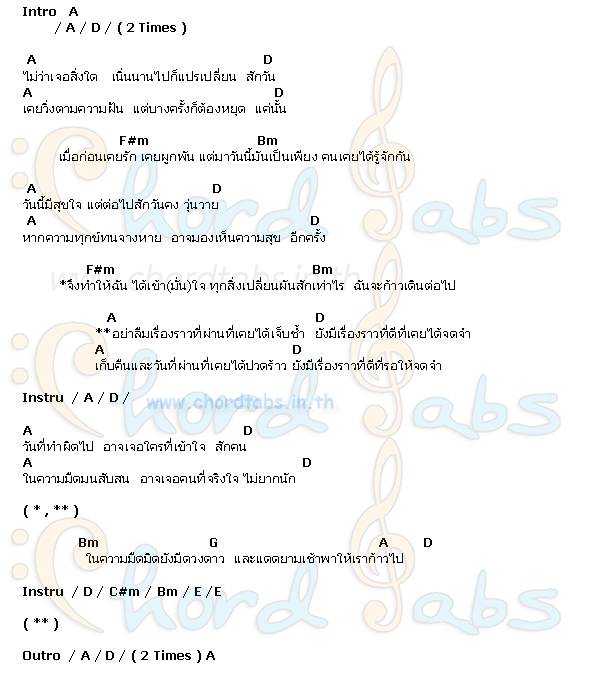 Intro A
/ A / D / ( 2 Times )
A D
ไม่ว่าเจอสิ่งใด เนิ่นนานไปก็แปรเปลี่ยน สักวัน
A D
เคยวิ่งตามความฝัน แต่บางครั้งก็ต้องหยุด แค่นั้น
F#m Bm
เมื่อก่อนเคยรัก เคยผูกพัน แต่มาวันนี้มันเป็นเพียง คนเคยได้รู้จักกัน
A D
วันนี้มีสุขใจ แต่ต่อไปสักวันคง วุ่นวาย
A D
หากความทุกข์ทนจางหาย อาจมองเห็นความสุข อีกครั้ง
F#m Bm
*จึงทำให้ฉัน ได้เข้า(มั่น)ใจ ทุกสิ่งเปลี่ยนผันสักเท่าไร ฉันจะก้าวเดินต่อไป
A D
**อย่าลืมเรื่องราวที่ผ่านที่เคยได้เจ็บช้ำ ยังมีเรื่องราวที่ดีที่เคยได้จดจำ
A D
เก็บคืนและวันที่ผ่านที่เคยได้ปวดร้าว ยังมีเรื่องราวที่ดีที่รอให้จดจำ
Instru / A / D /
A D
วันที่ทำผิดไป อาจเจอใครที่เข้าใจ สักคน
A D
ในความมืดมนสับสน อาจเจอคนที่จริงใจ ไม่ยากนัก
( * , ** )
Bm G A D
ในความมืดมิดยังมีดวงดาว และแดดยามเช้าพาให้เราก้าวไป
Instru / D / C#m / Bm / E /E
( ** )
Outro / A / D / ( 2 Times ) A
Chord Tabs
www.chordtabs.in.th
www.chordtabs.in.th
Chord Tabs